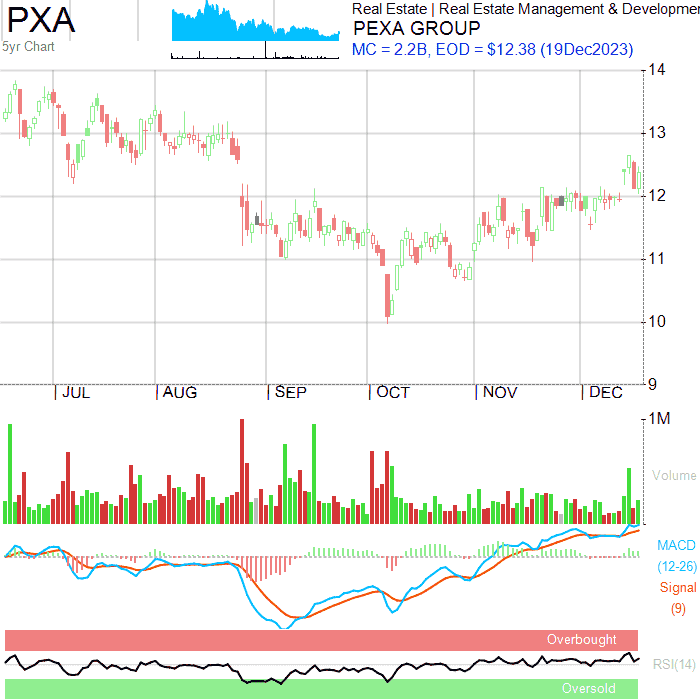 PXA
5yr Chart
Real Estate | Real Estate Management & Developmen
PEXA GROUP
MC = 2.2B, EOD = $12.38 (19Dec2023)
14
13
12
11
10
9
JUL AUG SEP OCT NOV DEC
1M
Volume
MACD
(12-26)
Signal
(9)
Overbought
RSI(14)
Oversold